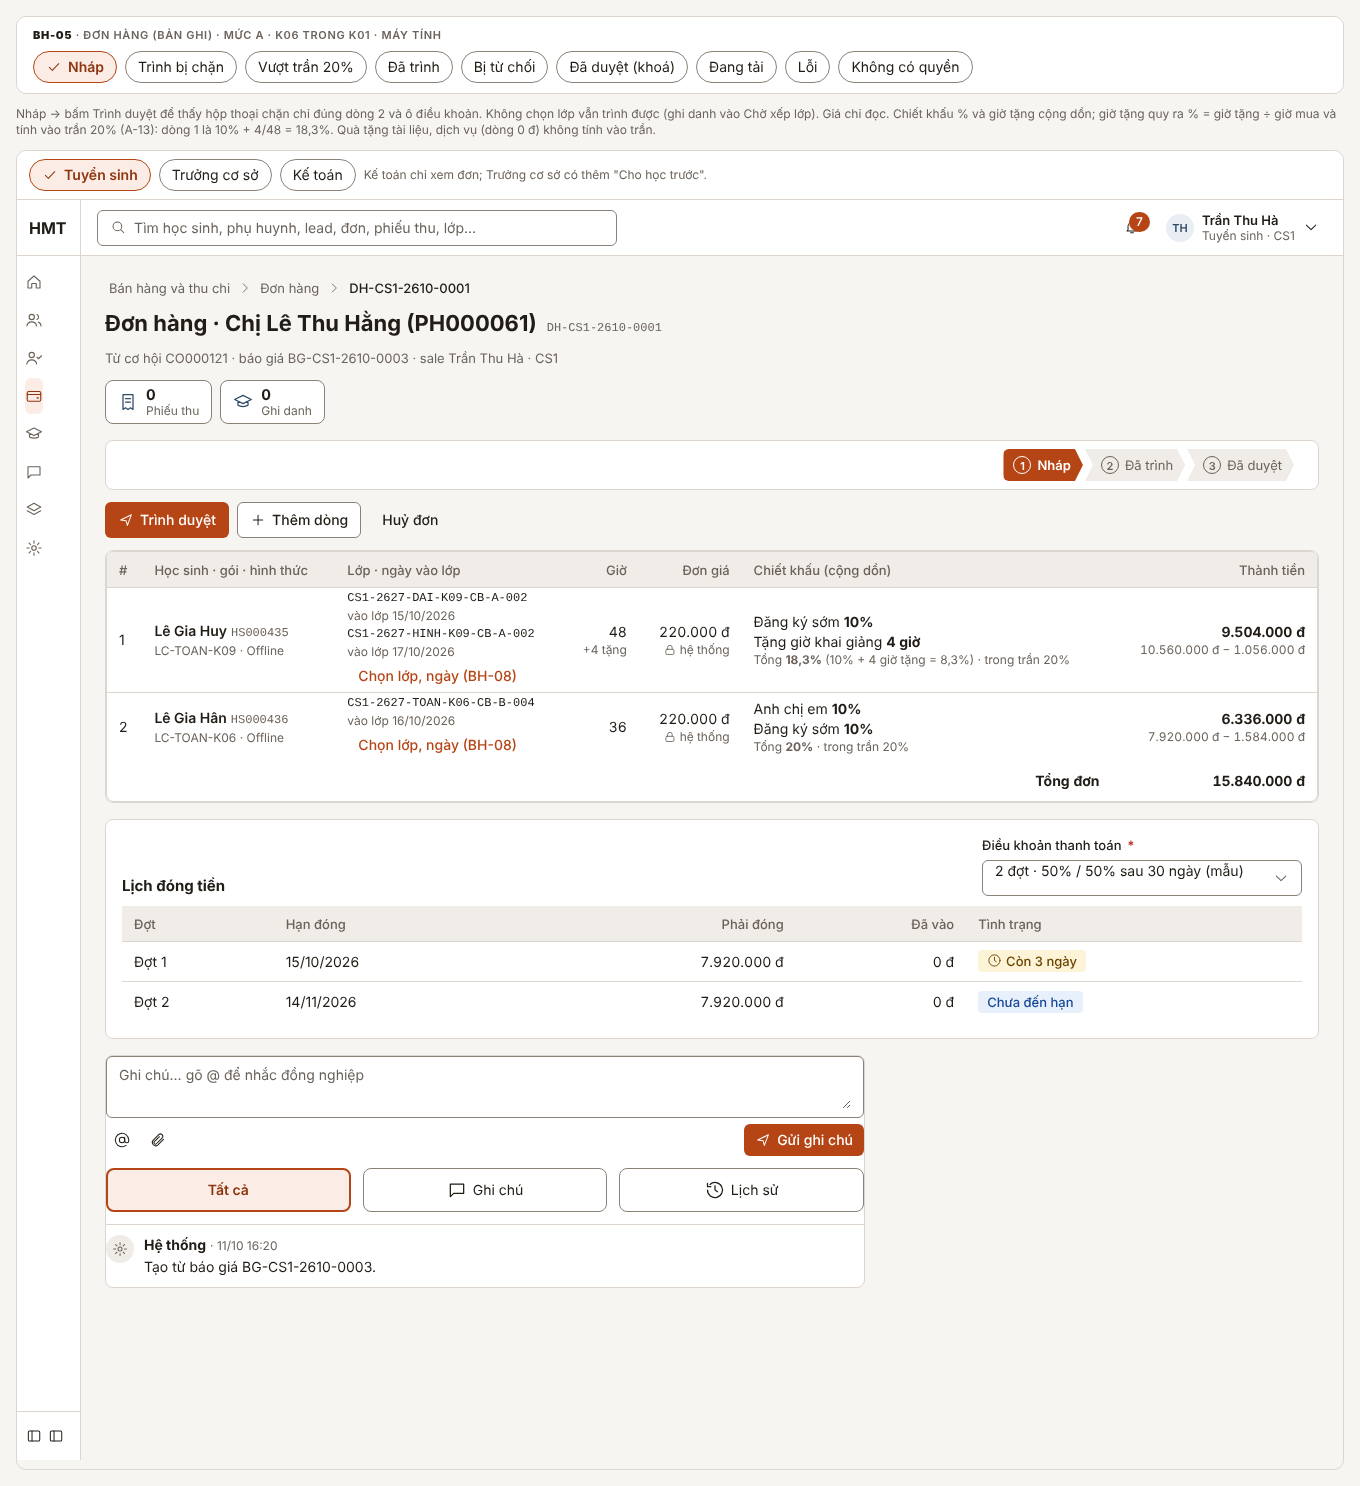 BH-05 · ĐƠN HÀNG (BẢN GHI) · MỨC A · K06 TRONG K01 · MÁY TÍNH
Nháp
Trình bị chặn
Vượt trần 20%
Đã trình
Bị từ chối
Đã duyệt (khoá)
Đang tải
Lỗi
Không có quyền
Nháp → bấm Trình duyệt để thấy hộp thoại chặn chỉ đúng dòng 2 và ô điều khoản. Không chọn lớp vẫn trình được (ghi danh vào Chờ xếp lớp). Giá chỉ đọc. Chiết khấu % và giờ tặng cộng dồn; giờ tặng quy ra % = giờ tặng ÷ giờ mua và
tính vào trần 20% (A-13): dòng 1 là 10% + 4/48 = 18,3%. Quà tặng tài liệu, dịch vụ (dòng 0 đ) không tính vào trần.
Tuyển sinh
Trưởng cơ sở
Kế toán
Kế toán chỉ xem đơn; Trưởng cơ sở có thêm "Cho học trước".
HMT
Tìm học sinh, phụ huynh, lead, đơn, phiếu thu, lớp...
7
TH
Trần Thu Hà
Tuyển sinh · CS1
Bán hàng và thu chi
Đơn hàng
DH-CS1-2610-0001
Đơn hàng · Chị Lê Thu Hằng (PH000061) DH-CS1-2610-0001
Từ cơ hội CO000121 · báo giá BG-CS1-2610-0003 · sale Trần Thu Hà · CS1
0
Phiếu thu
0
Ghi danh
1 Nháp
2 Đã trình
3 Đã duyệt
Trình duyệt
Thêm dòng
Huỷ đơn
# Học sinh · gói · hình thức Lớp · ngày vào lớp Giờ Đơn giá Chiết khấu (cộng dồn) Thành tiền
1
Lê Gia Huy HS000435
LC-TOAN-K09 · Offline
CS1-2627-DAI-K09-CB-A-002
vào lớp 15/10/2026
CS1-2627-HINH-K09-CB-A-002
vào lớp 17/10/2026
Chọn lớp, ngày (BH-08)
48
+4 tặng
220.000 đ
hệ thống
Đăng ký sớm 10%
Tặng giờ khai giảng 4 giờ
Tổng 18,3% (10% + 4 giờ tặng = 8,3%) · trong trần 20%
9.504.000 đ
10.560.000 đ − 1.056.000 đ
2
Lê Gia Hân HS000436
LC-TOAN-K06 · Offline
CS1-2627-TOAN-K06-CB-B-004
vào lớp 16/10/2026
Chọn lớp, ngày (BH-08)
36
220.000 đ
hệ thống
Anh chị em 10%
Đăng ký sớm 10%
Tổng 20% · trong trần 20%
6.336.000 đ
7.920.000 đ − 1.584.000 đ
Tổng đơn 15.840.000 đ
Lịch đóng tiền
Điều khoản thanh toán *
2 đợt · 50% / 50% sau 30 ngày (mẫu)
Đợt Hạn đóng Phải đóng Đã vào Tình trạng
Đợt 1 15/10/2026 7.920.000 đ 0 đ Còn 3 ngày
Đợt 2 14/11/2026 7.920.000 đ 0 đ Chưa đến hạn
Ghi chú... gõ @ để nhắc đồng nghiệp
Gửi ghi chú
Tất cả
Ghi chú
Lịch sử
Hệ thống · 11/10 16:20
Tạo từ báo giá BG-CS1-2610-0003.